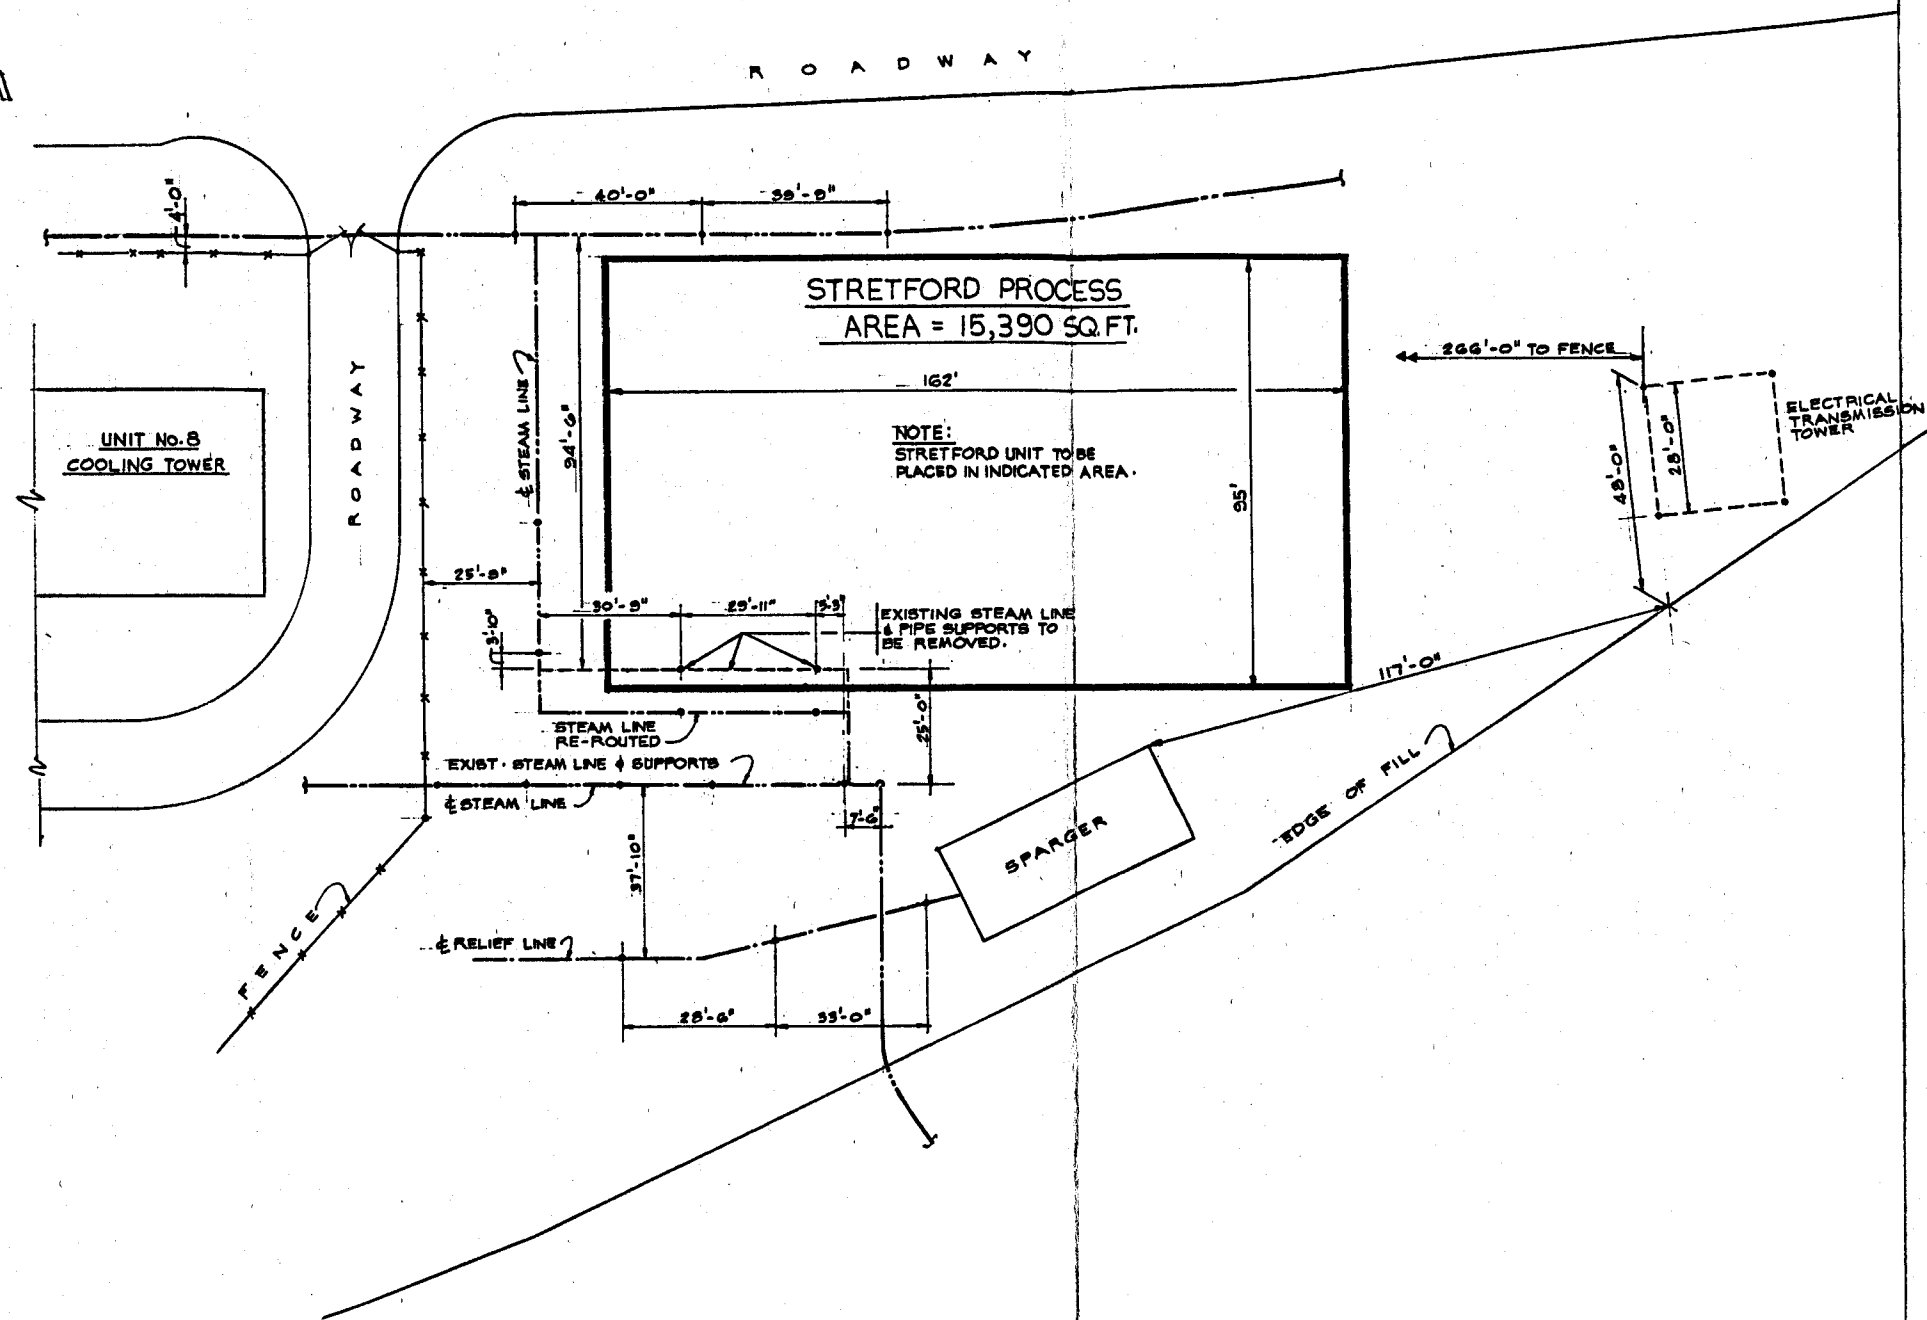 ROADWAY
4'-0"
40'-0"
39'-9"
STRETFORD PROCESS
AREA = 15,390 SQ.FT.
266'-0" TO FENCE
162'
ROADWAY
℄ STEAM LINE
94'-6"
NOTE:
STRETFORD UNIT TO BE
PLACED IN INDICATED AREA.
95'
48'-0"
28'-0"
ELECTRICAL
TRANSMISSION
TOWER
UNIT No. 8
COOLING TOWER
25'-8"
30'-9"
29'-11"
5'-3"
3'-10"
EXISTING STEAM LINE
& PIPE SUPPORTS TO
BE REMOVED.
117'-0"
25'-0"
STEAM LINE
RE-ROUTED
EXIST. STEAM LINE & SUPPORTS
℄ STEAM LINE
7'-6"
EDGE OF FILL
SPARGER
37'-10"
FENCE
℄ RELIEF LINE
28'-6"
33'-0"